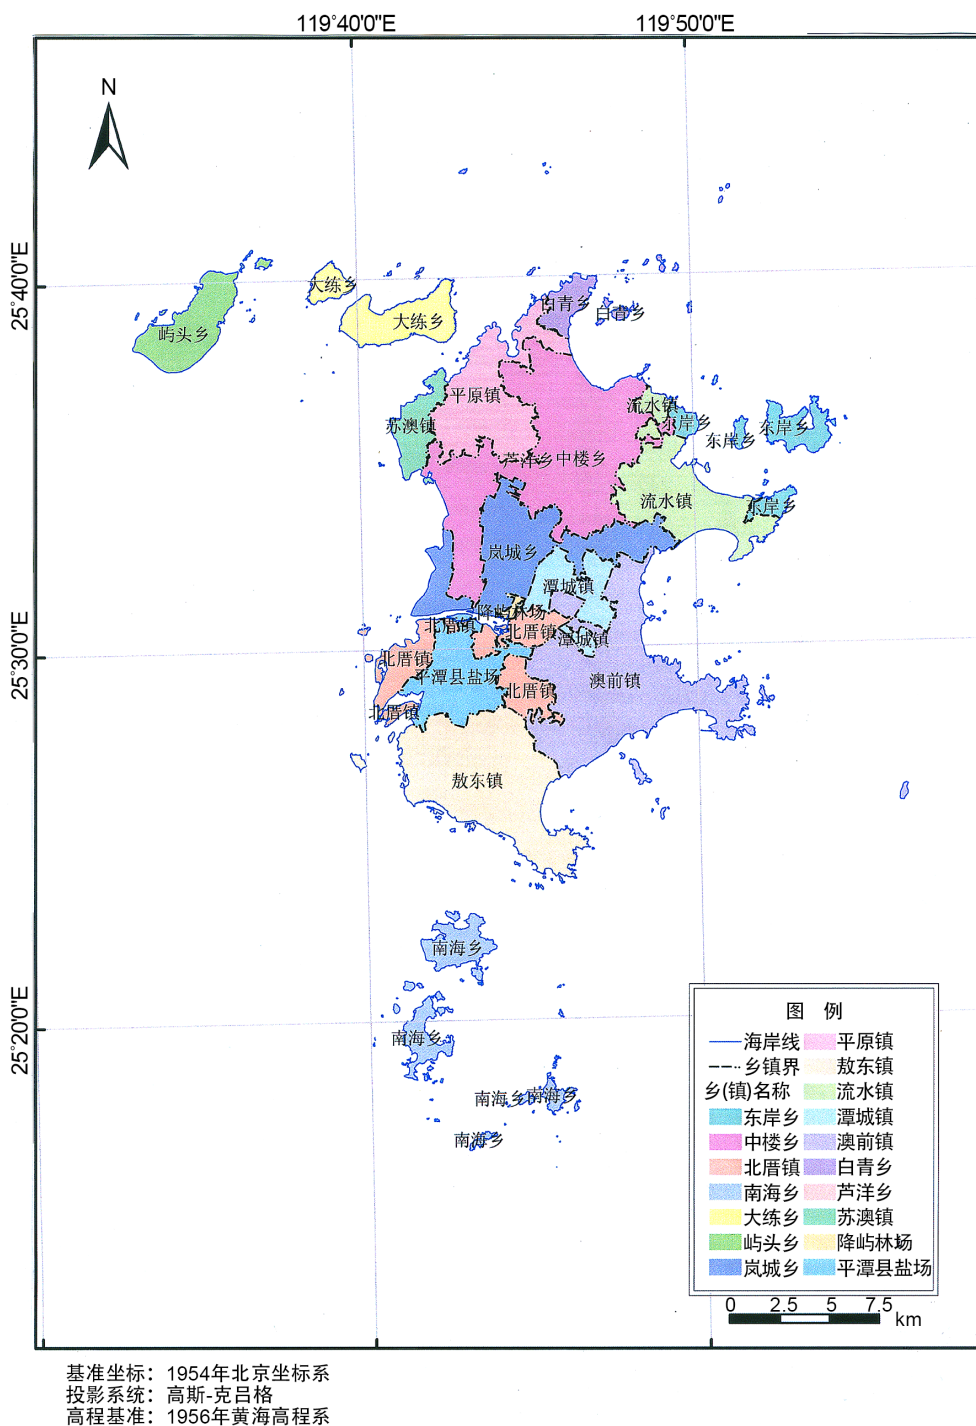 119°40'0"E
119°50'0"E
N
25°40'0"E
25°30'0"E
25°20'0"E
大练乡
白青乡
白青乡
大练乡
屿头乡
平原镇
流水镇
苏澳镇
东岸乡
东岸乡
东岸乡
芦洋乡
中楼乡
流水镇
东岸乡
岚城乡
潭城镇
降屿林场
北厝镇
北厝镇
潭城镇
北厝镇
平潭县盐场
澳前镇
北厝镇
北厝镇
敖东镇
南海乡
南海乡
南海乡
南海乡
南海乡
图 例
海岸线
平原镇
乡镇界
敖东镇
乡(镇)名称
流水镇
东岸乡
潭城镇
中楼乡
澳前镇
北厝镇
白青乡
南海乡
芦洋乡
大练乡
苏澳镇
屿头乡
降屿林场
岚城乡
平潭县盐场
0 2.5 5 7.5
km
基准坐标：1954年北京坐标系
投影系统：高斯-克吕格
高程基准：1956年黄海高程系